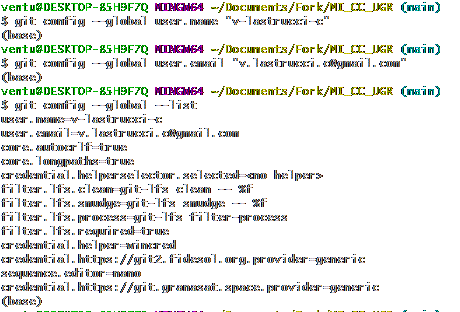 ventu@DESKTOP-85H9F7Q MINGW64 ~/Documents/Fork/MI_CC_UGR (main)
$ git config --global user.name "v-lastrucci-c"
(base)
ventu@DESKTOP-85H9F7Q MINGW64 ~/Documents/Fork/MI_CC_UGR (main)
$ git config --global user.email "v.lastrucci.c@gmail.com"
(base)
ventu@DESKTOP-85H9F7Q MINGW64 ~/Documents/Fork/MI_CC_UGR (main)
$ git config --global --list
user.name=v-lastrucci-c
user.email=v.lastrucci.c@gmail.com
core.autocrlf=true
core.longpaths=true
credential.helperselector.selected=<no helper>
filter.lfs.clean=git-lfs clean -- %f
filter.lfs.smudge=git-lfs smudge -- %f
filter.lfs.process=git-lfs filter-process
filter.lfs.required=true
credential.helper=wincred
credential.https://git2.fidesol.org.provider=generic
sequence.editor=nano
credential.https://git.granasat.space.provider=generic
(base)